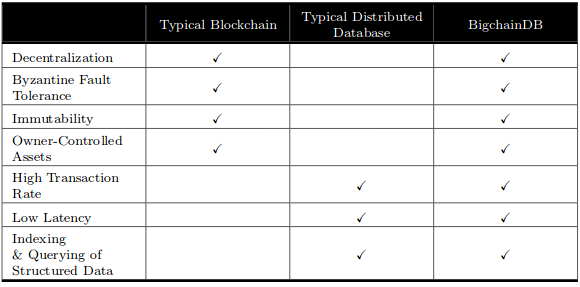 Typical Blockchain
Typical Distributed
Database
BigchainDB
Decentralization ✓ ✓
Byzantine Fault
Tolerance ✓ ✓
Immutability ✓ ✓
Owner-Controlled
Assets ✓ ✓
High Transaction
Rate ✓ ✓
Low Latency ✓ ✓
Indexing
& Querying of
Structured Data ✓ ✓